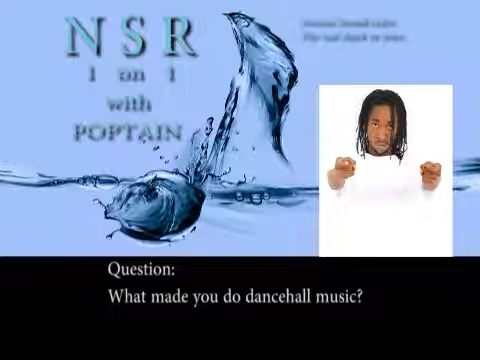 NSR
1 on 1
with
POPTAIN
Question:
What made you do dancehall music?